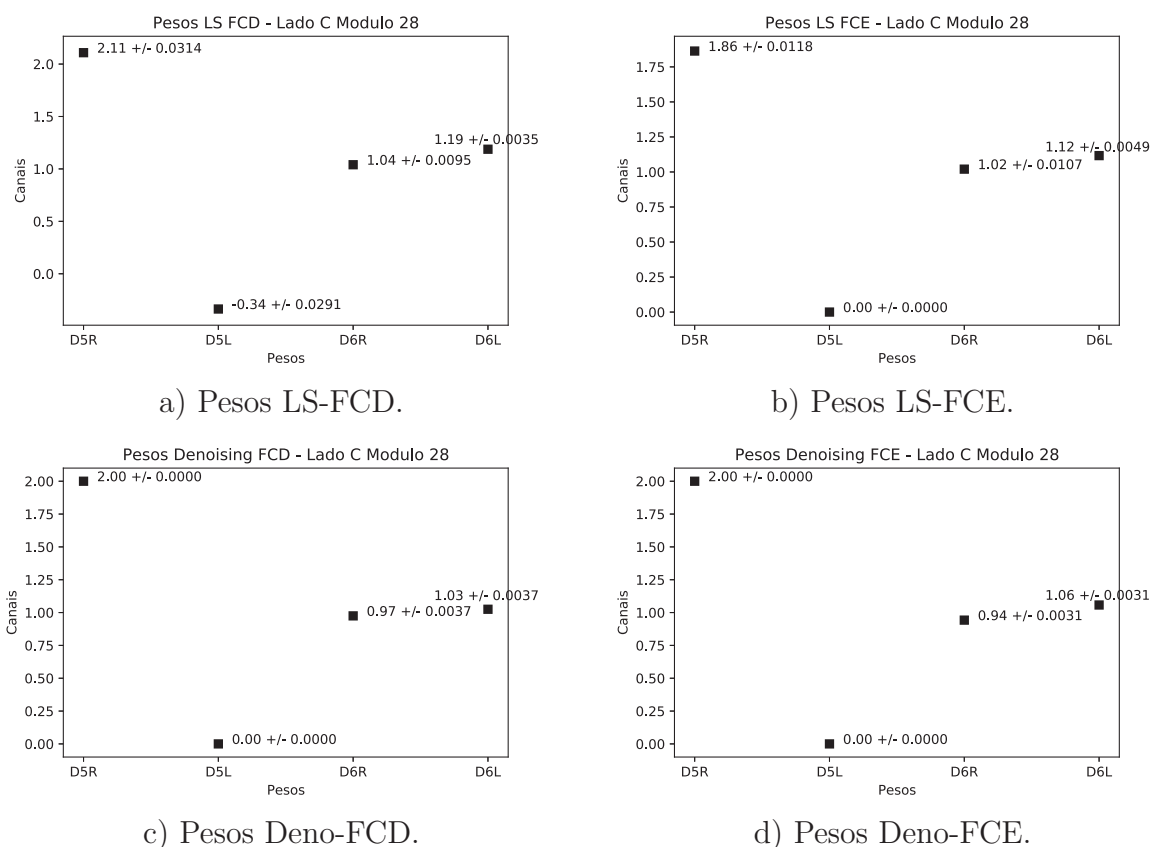 Pesos LS FCD - Lado C Modulo 28
2.11 +/- 0.0314
2.0
1.5
1.19 +/- 0.0035
1.04 +/- 0.0095
1.0
0.5
0.0
-0.34 +/- 0.0291
Canais
D5R D5L D6R D6L
Pesos
a) Pesos LS-FCD.
Pesos LS FCE - Lado C Modulo 28
1.86 +/- 0.0118
1.75
1.50
1.25
1.12 +/- 0.0049
1.02 +/- 0.0107
1.00
0.75
0.50
0.25
0.00
0.00 +/- 0.0000
Canais
D5R D5L D6R D6L
Pesos
b) Pesos LS-FCE.
Pesos Denoising FCD - Lado C Modulo 28
2.00
2.00 +/- 0.0000
1.75
1.50
1.25
1.03 +/- 0.0037
1.00
0.97 +/- 0.0037
0.75
0.50
0.25
0.00
0.00 +/- 0.0000
Canais
D5R D5L D6R D6L
Pesos
c) Pesos Deno-FCD.
Pesos Denoising FCE - Lado C Modulo 28
2.00
2.00 +/- 0.0000
1.75
1.50
1.25
1.06 +/- 0.0031
1.00
0.94 +/- 0.0031
0.75
0.50
0.25
0.00
0.00 +/- 0.0000
Canais
D5R D5L D6R D6L
Pesos
d) Pesos Deno-FCE.